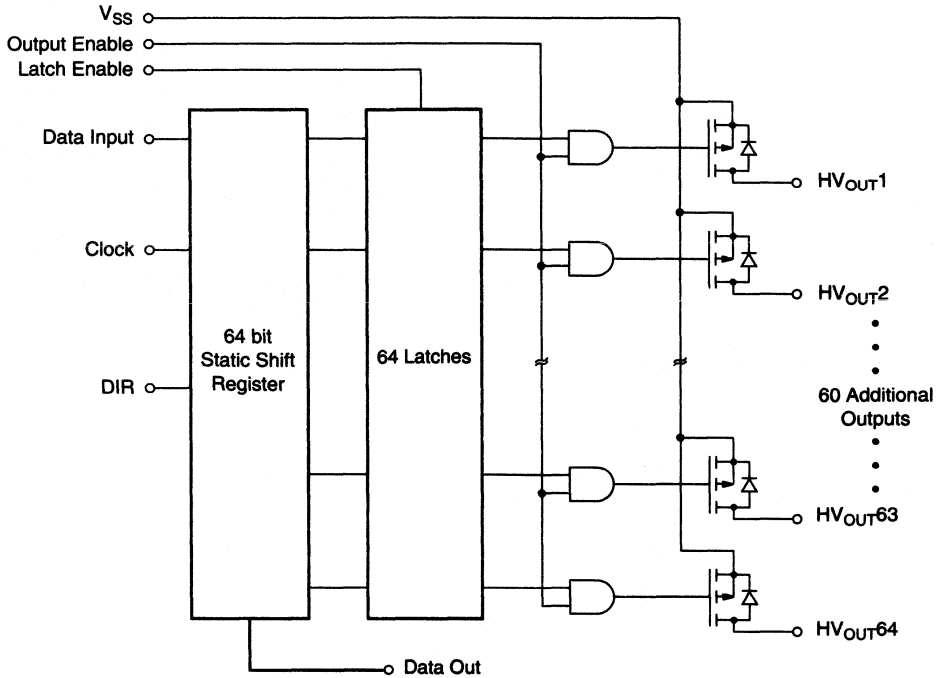 VSS
Output Enable
Latch Enable
Data Input
Clock
DIR
64 bit
Static Shift
Register
64 Latches
HVOUT1
HVOUT2
60 Additional
Outputs
HVOUT63
HVOUT64
Data Out